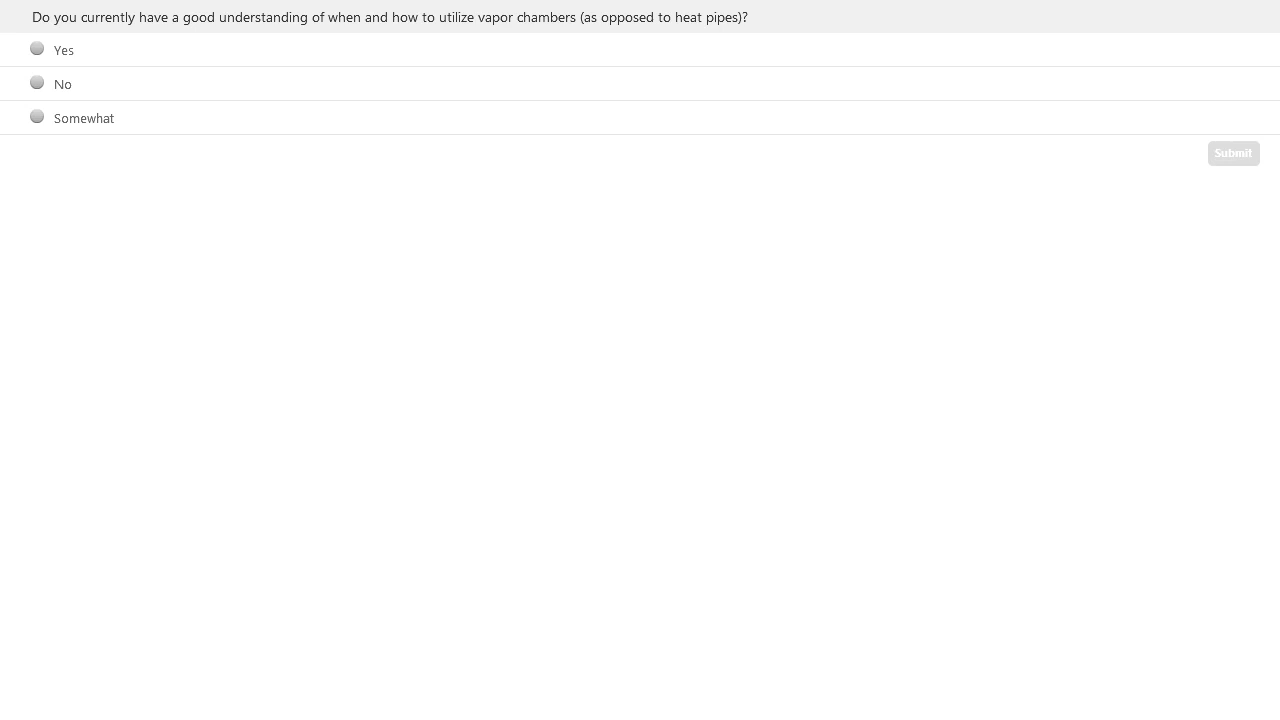 Do you currently have a good understanding of when and how to utilize vapor chambers (as opposed to heat pipes)?
Yes
No
Somewhat
Submit